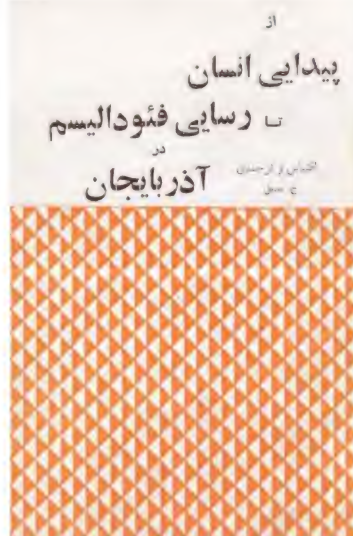 از
پیدایی انسان
تا رسایی فئودالیسم
در
آذربایجان